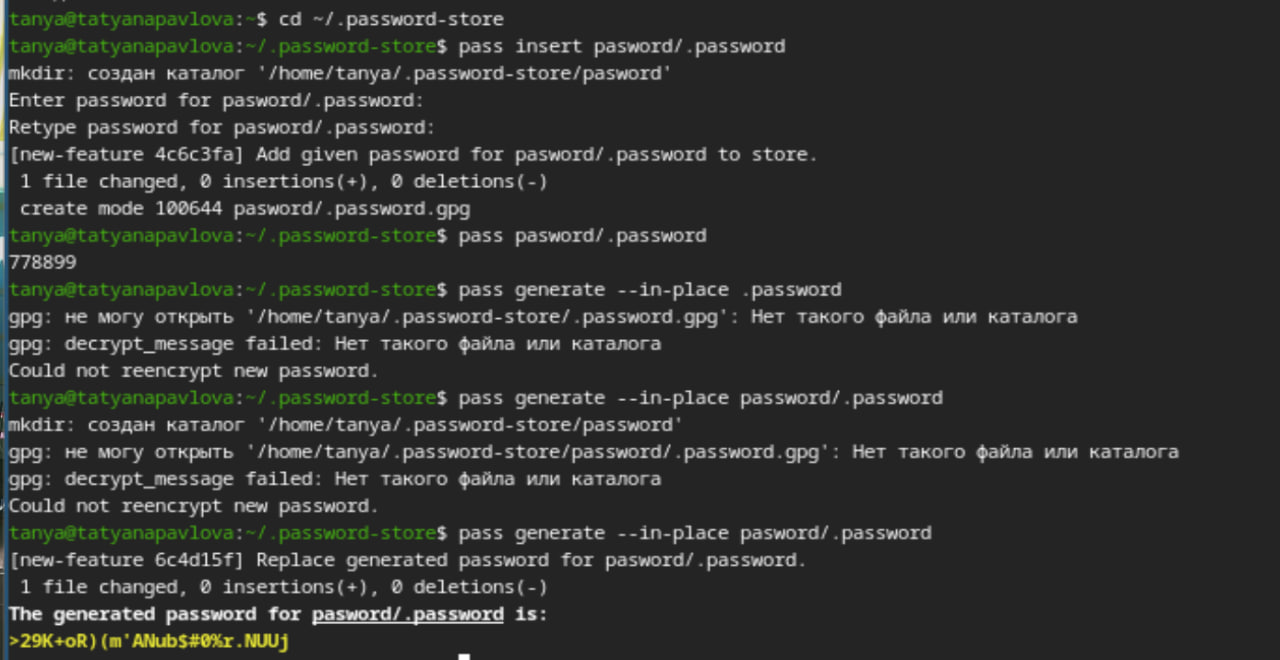 tanya@tatyanapavlova:~$ cd ~/.password-store
tanya@tatyanapavlova:~/.password-store$ pass insert pasword/.password
mkdir: создан каталог '/home/tanya/.password-store/pasword'
Enter password for pasword/.password:
Retype password for pasword/.password:
[new-feature 4c6c3fa] Add given password for pasword/.password to store.
 1 file changed, 0 insertions(+), 0 deletions(-)
 create mode 100644 pasword/.password.gpg
tanya@tatyanapavlova:~/.password-store$ pass pasword/.password
778899
tanya@tatyanapavlova:~/.password-store$ pass generate --in-place .password
gpg: не могу открыть '/home/tanya/.password-store/.password.gpg': Нет такого файла или каталога
gpg: decrypt_message failed: Нет такого файла или каталога
Could not reencrypt new password.
tanya@tatyanapavlova:~/.password-store$ pass generate --in-place password/.password
mkdir: создан каталог '/home/tanya/.password-store/password'
gpg: не могу открыть '/home/tanya/.password-store/password/.password.gpg': Нет такого файла или каталога
gpg: decrypt_message failed: Нет такого файла или каталога
Could not reencrypt new password.
tanya@tatyanapavlova:~/.password-store$ pass generate --in-place pasword/.password
[new-feature 6c4d15f] Replace generated password for pasword/.password.
 1 file changed, 0 insertions(+), 0 deletions(-)
The generated password for pasword/.password is:
>29K+oR)(m'ANub$#0%r.NUUj